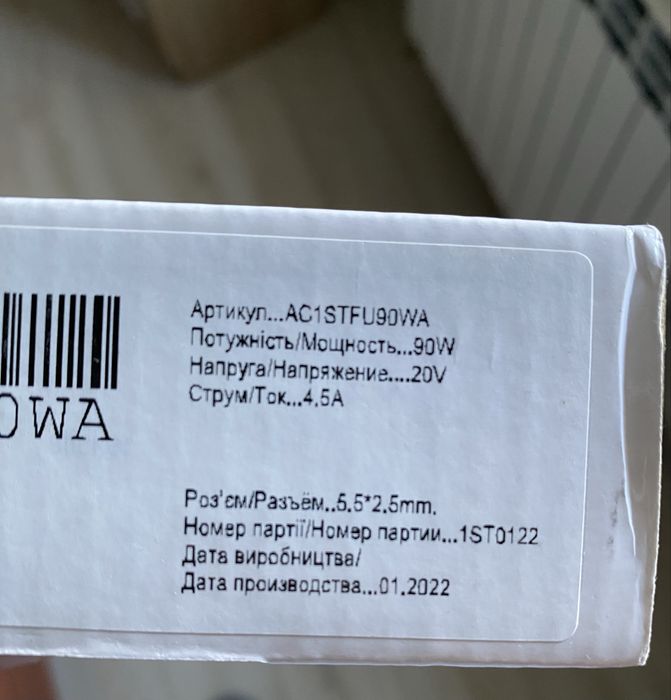 0WA
Артикул...AC1STFU90WA
Потужність/Мощность...90W
Напруга/Напряжение....20V
Струм/Ток...4.5A
Роз'єм/Разъём..5.5*2.5mm.
Номер партії/Номер партии...1ST0122
Дата виробництва/
Дата производства...01.2022